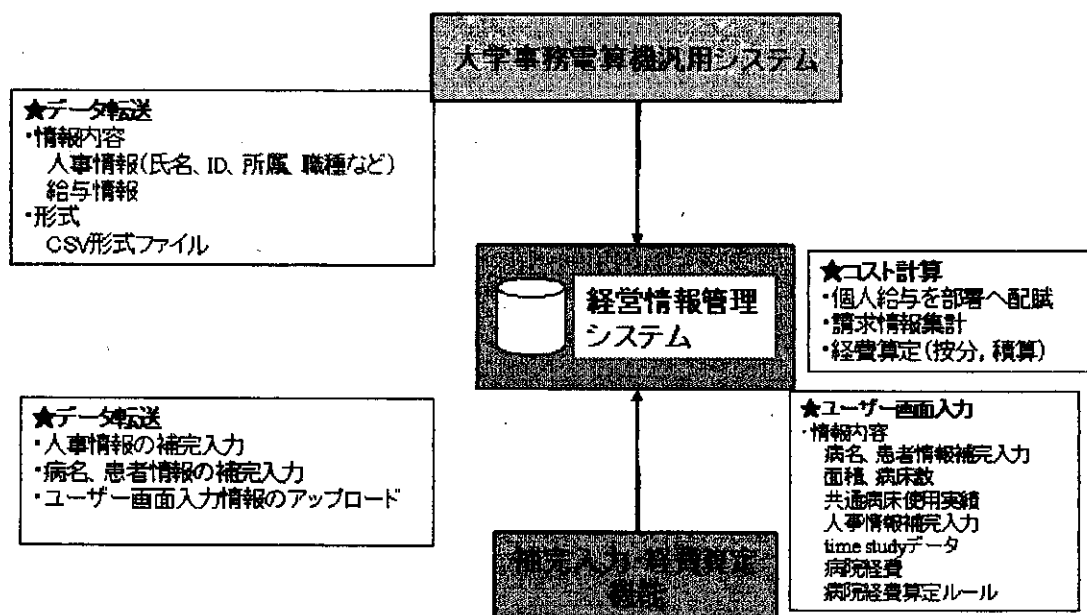 大学事務電算機汎用システム
★データ転送
・情報内容
人事情報(氏名、ID、所属、職種など)
給与情報
・形式
CSV形式ファイル
経営情報管理
システム
★コスト計算
・個人給与を部署へ配賦
・請求情報集計
・経費算定(按分,積算)
★データ転送
・人事情報の補完入力
・病名、患者情報の補完入力
・ユーザー画面入力情報のアップロード
★ユーザー画面入力
・情報内容
病名、患者情報補完入力
面積、病床数
共通病床使用実績
人事情報補完入力
time studyデータ
病院経費
病院経費算定ルール
補完入力・経費算定
機能